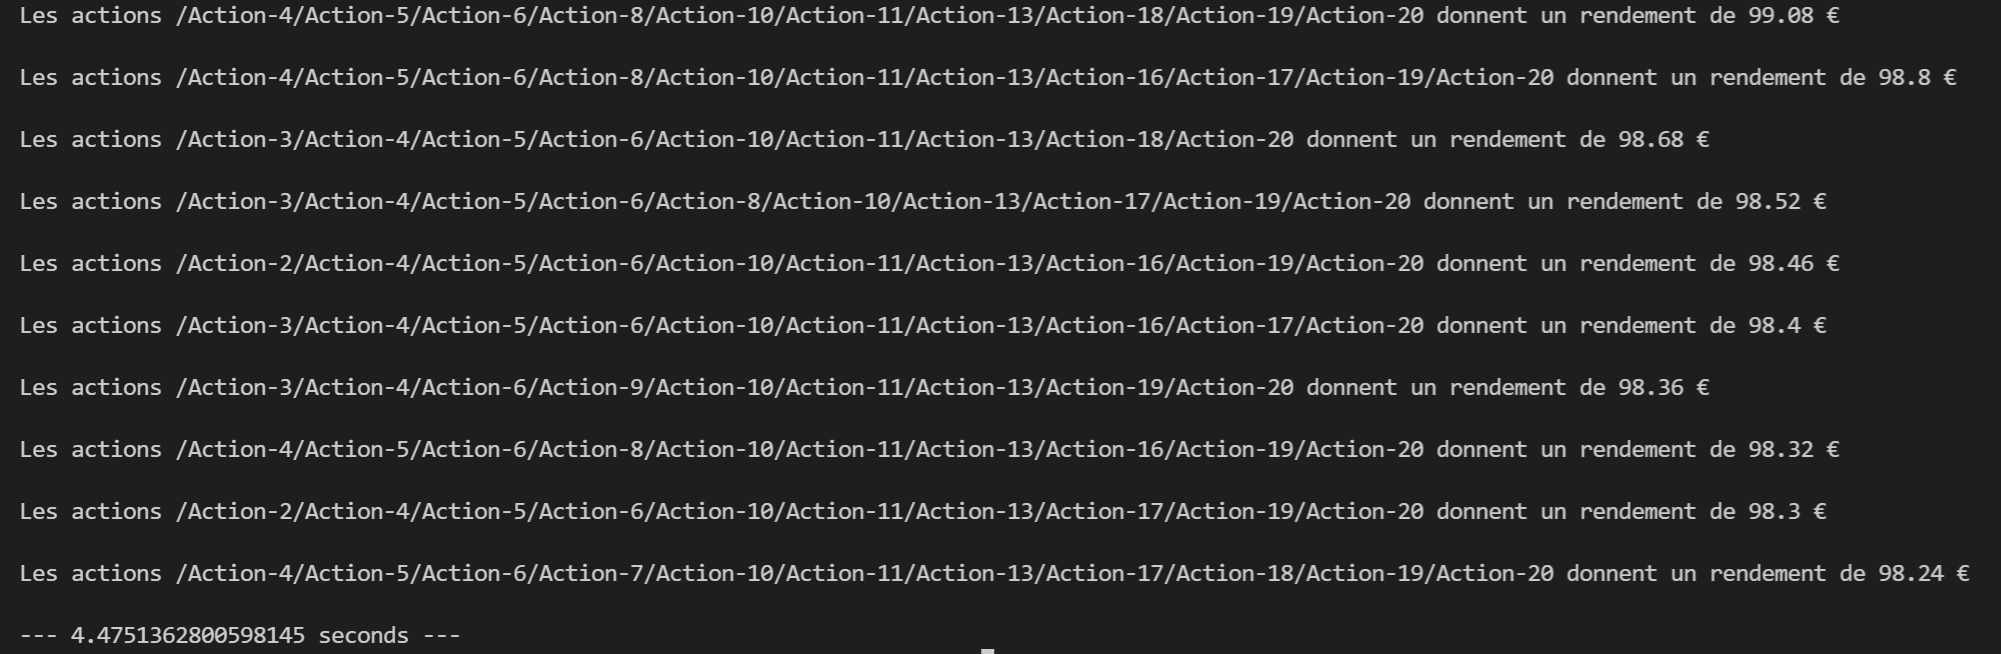 Les actions /Action-4/Action-5/Action-6/Action-8/Action-10/Action-11/Action-13/Action-18/Action-19/Action-20 donnent un rendement de 99.08 €
Les actions /Action-4/Action-5/Action-6/Action-8/Action-10/Action-11/Action-13/Action-16/Action-17/Action-19/Action-20 donnent un rendement de 98.8 €
Les actions /Action-3/Action-4/Action-5/Action-6/Action-10/Action-11/Action-13/Action-18/Action-20 donnent un rendement de 98.68 €
Les actions /Action-3/Action-4/Action-5/Action-6/Action-8/Action-10/Action-13/Action-17/Action-19/Action-20 donnent un rendement de 98.52 €
Les actions /Action-2/Action-4/Action-5/Action-6/Action-10/Action-11/Action-13/Action-16/Action-19/Action-20 donnent un rendement de 98.46 €
Les actions /Action-3/Action-4/Action-5/Action-6/Action-10/Action-11/Action-13/Action-16/Action-17/Action-20 donnent un rendement de 98.4 €
Les actions /Action-3/Action-4/Action-6/Action-9/Action-10/Action-11/Action-13/Action-19/Action-20 donnent un rendement de 98.36 €
Les actions /Action-4/Action-5/Action-6/Action-8/Action-10/Action-11/Action-13/Action-16/Action-19/Action-20 donnent un rendement de 98.32 €
Les actions /Action-2/Action-4/Action-5/Action-6/Action-10/Action-11/Action-13/Action-17/Action-19/Action-20 donnent un rendement de 98.3 €
Les actions /Action-4/Action-5/Action-6/Action-7/Action-10/Action-11/Action-13/Action-17/Action-18/Action-19/Action-20 donnent un rendement de 98.24 €
--- 4.4751362800598145 seconds ---